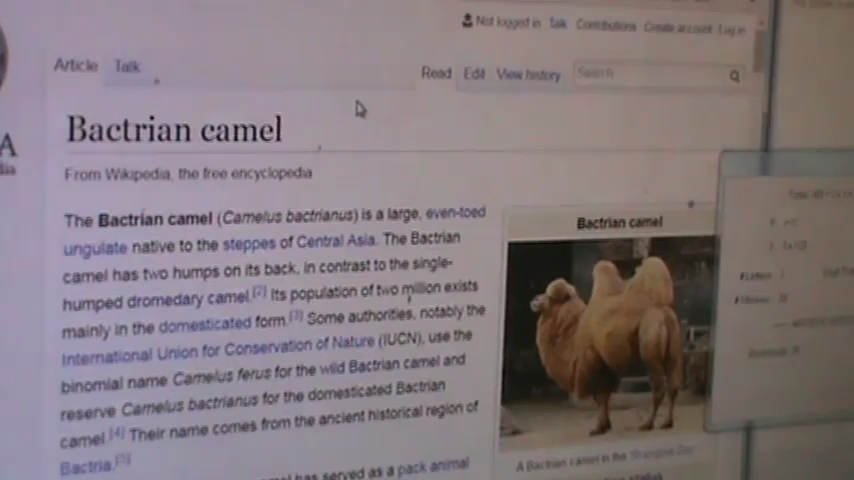 Not logged in Talk Contributions Create account Log in
Article Talk
Read Edit View history Search
A
dia
Bactrian camel
From Wikipedia, the free encyclopedia
The Bactrian camel (Camelus bactrianus) is a large, even-toed
ungulate native to the steppes of Central Asia. The Bactrian
camel has two humps on its back, in contrast to the single-
humped dromedary camel.[2] Its population of two million exists
mainly in the domesticated form.[3] Some authorities, notably the
International Union for Conservation of Nature (IUCN), use the
binomial name Camelus ferus for the wild Bactrian camel and
reserve Camelus bactrianus for the domesticated Bactrian
camel.[4] Their name comes from the ancient historical region of
Bactria.[5]
has served as a pack animal
Bactrian camel
A Bactrian camel in the Shanghai Zoo